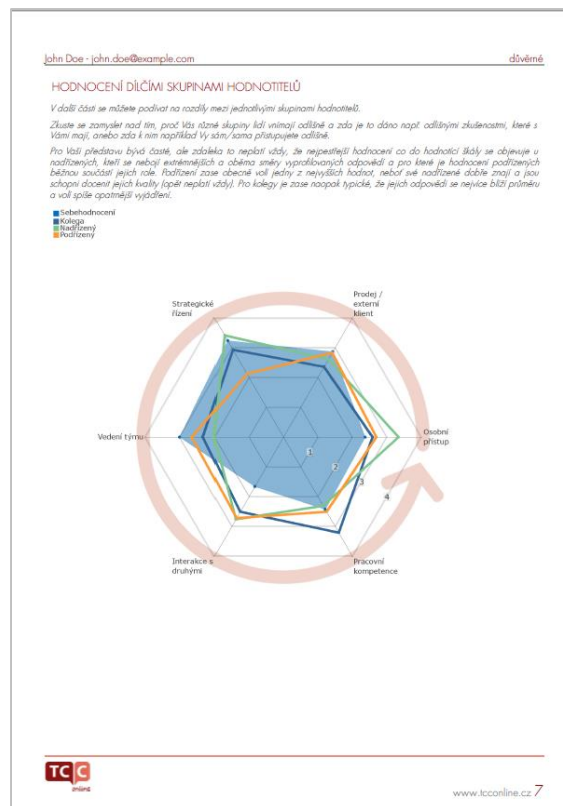 John Doe - john.doe@example.com důvěrné
HODNOCENÍ DÍLČÍMI SKUPINAMI HODNOTITELŮ
V další části se můžete podívat na rozdíly mezi jednotlivými skupinami hodnotitelů.
Zkuste se zamyslet nad tím, proč Vás různé skupiny lidí vnímají odlišně a zda je to dáno např. odlišnými zkušenostmi, které s
Vámi mají, anebo zda k nim například Vy sám/sama přistupujete odlišně.
Pro Vaši představu bývá časté, ale zdaleka to neplatí vždy, že nejpestřejší hodnocení co do hodnotící škály se objevuje u
nadřízených, kteří se nebojí extrémnějších a oběma směry vyprofilovaných odpovědí a pro které je hodnocení podřízených
běžnou součástí jejich role. Podřízení zase obecně volí jedny z nejvyšších hodnot, neboť své nadřízené dobře znají a jsou
schopni docenit jejich kvality (opět neplatí vždy). Pro kolegy je zase naopak typické, že jejich odpovědi se nejvíce blíží průměru
a volí spíše opatrnější vyjádření.
Sebehodnocení
Kolega
Nadřízený
Podřízený
Strategické
řízení
Prodej /
externí
klient
Vedení týmu
Osobní
přístup
1
2
3
4
Interakce s
druhými
Pracovní
kompetence
TCC
online
www.tcconline.cz 7